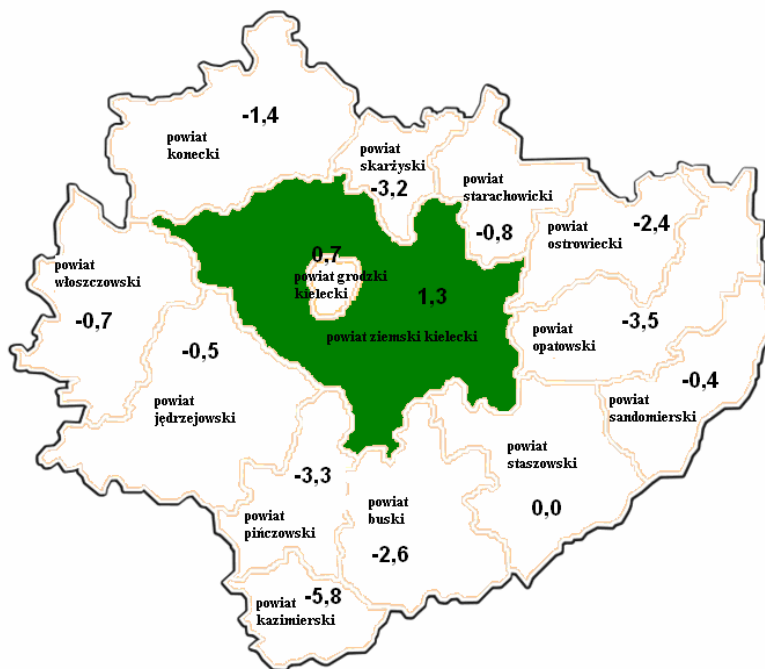 -1,4
powiat
konecki
powiat
skarżyski
-3,2
powiat
starachowicki
-0,8
-2,4
powiat
ostrowiecki
powiat
włoszczowski
-0,7
0,7
powiat grodzki
kielecki
1,3
powiat ziemski kielecki
-3,5
powiat
opatowski
-0,5
powiat
jędrzejowski
-0,4
powiat
sandomierski
powiat
staszowski
0,0
-3,3
powiat
pińczowski
powiat
buski
-2,6
-5,8
powiat
kazimierski